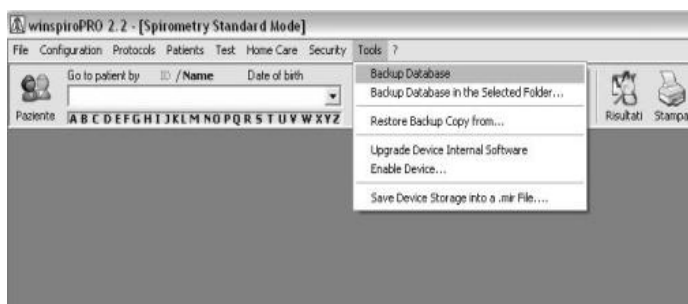 winspiroPRO 2.2 - [Spirometry Standard Mode]
File Configuration Protocols Patients Test Home Care Security Tools ?
Go to patient by ID / Name Date of birth
Paziente
A B C D E F G H I J K L M N O P Q R S T U V W X Y Z
Backup Database
Backup Database in the Selected Folder...
Restore Backup Copy from...
Upgrade Device Internal Software
Enable Device...
Save Device Storage into a .mir File....
Risultati Stampa